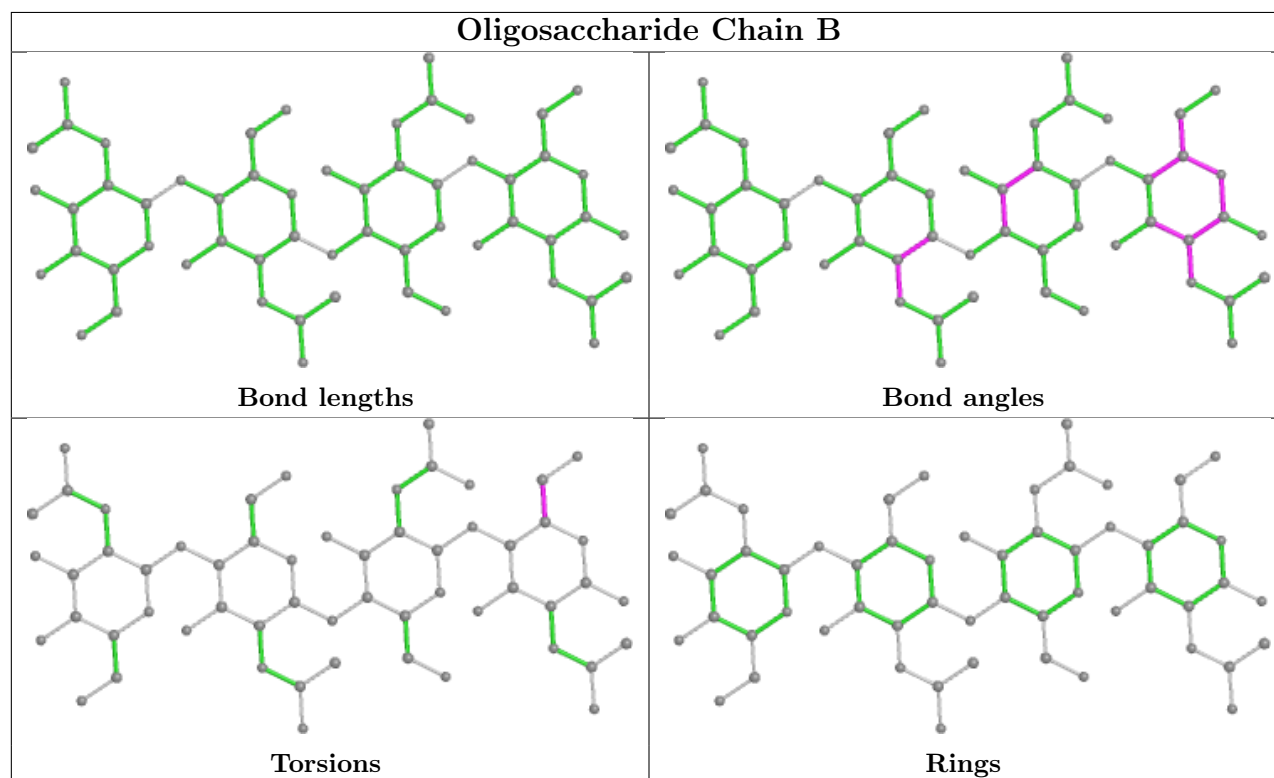 Oligosaccharide Chain B
Bond lengths
Bond angles
Torsions
Rings